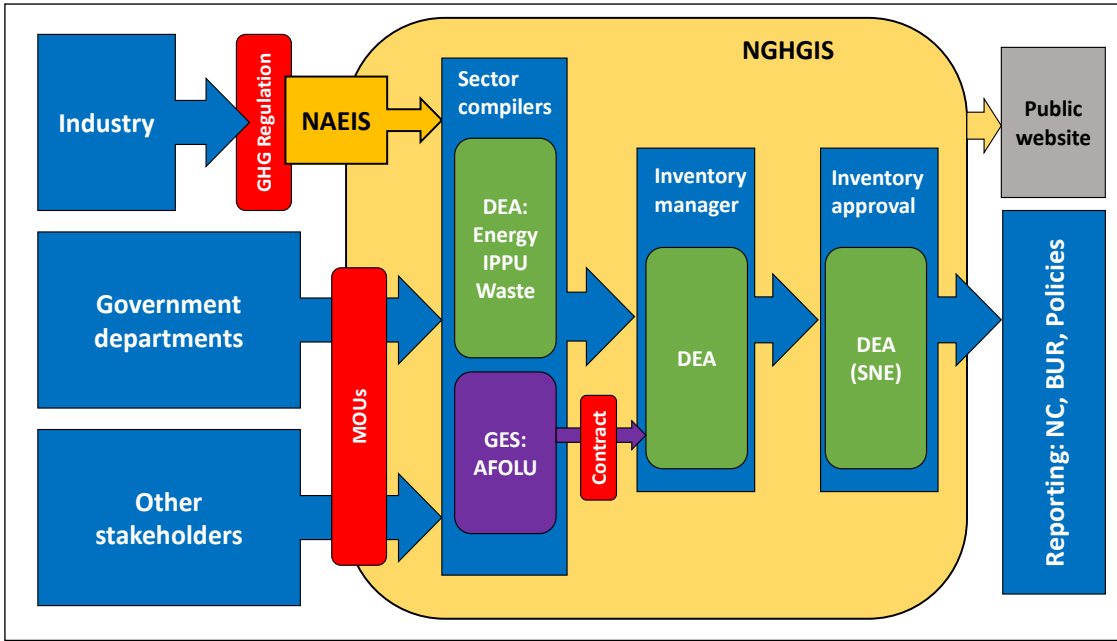 Industry
GHG Regulation
NAEIS
Government
departments
Other
stakeholders
MOUs
NGHGIS
Sector
compilers
DEA:
Energy
IPPU
Waste
GES:
AFOLU
Contract
Inventory
manager
DEA
Inventory
approval
DEA
(SNE)
Public
website
Reporting: NC, BUR, Policies